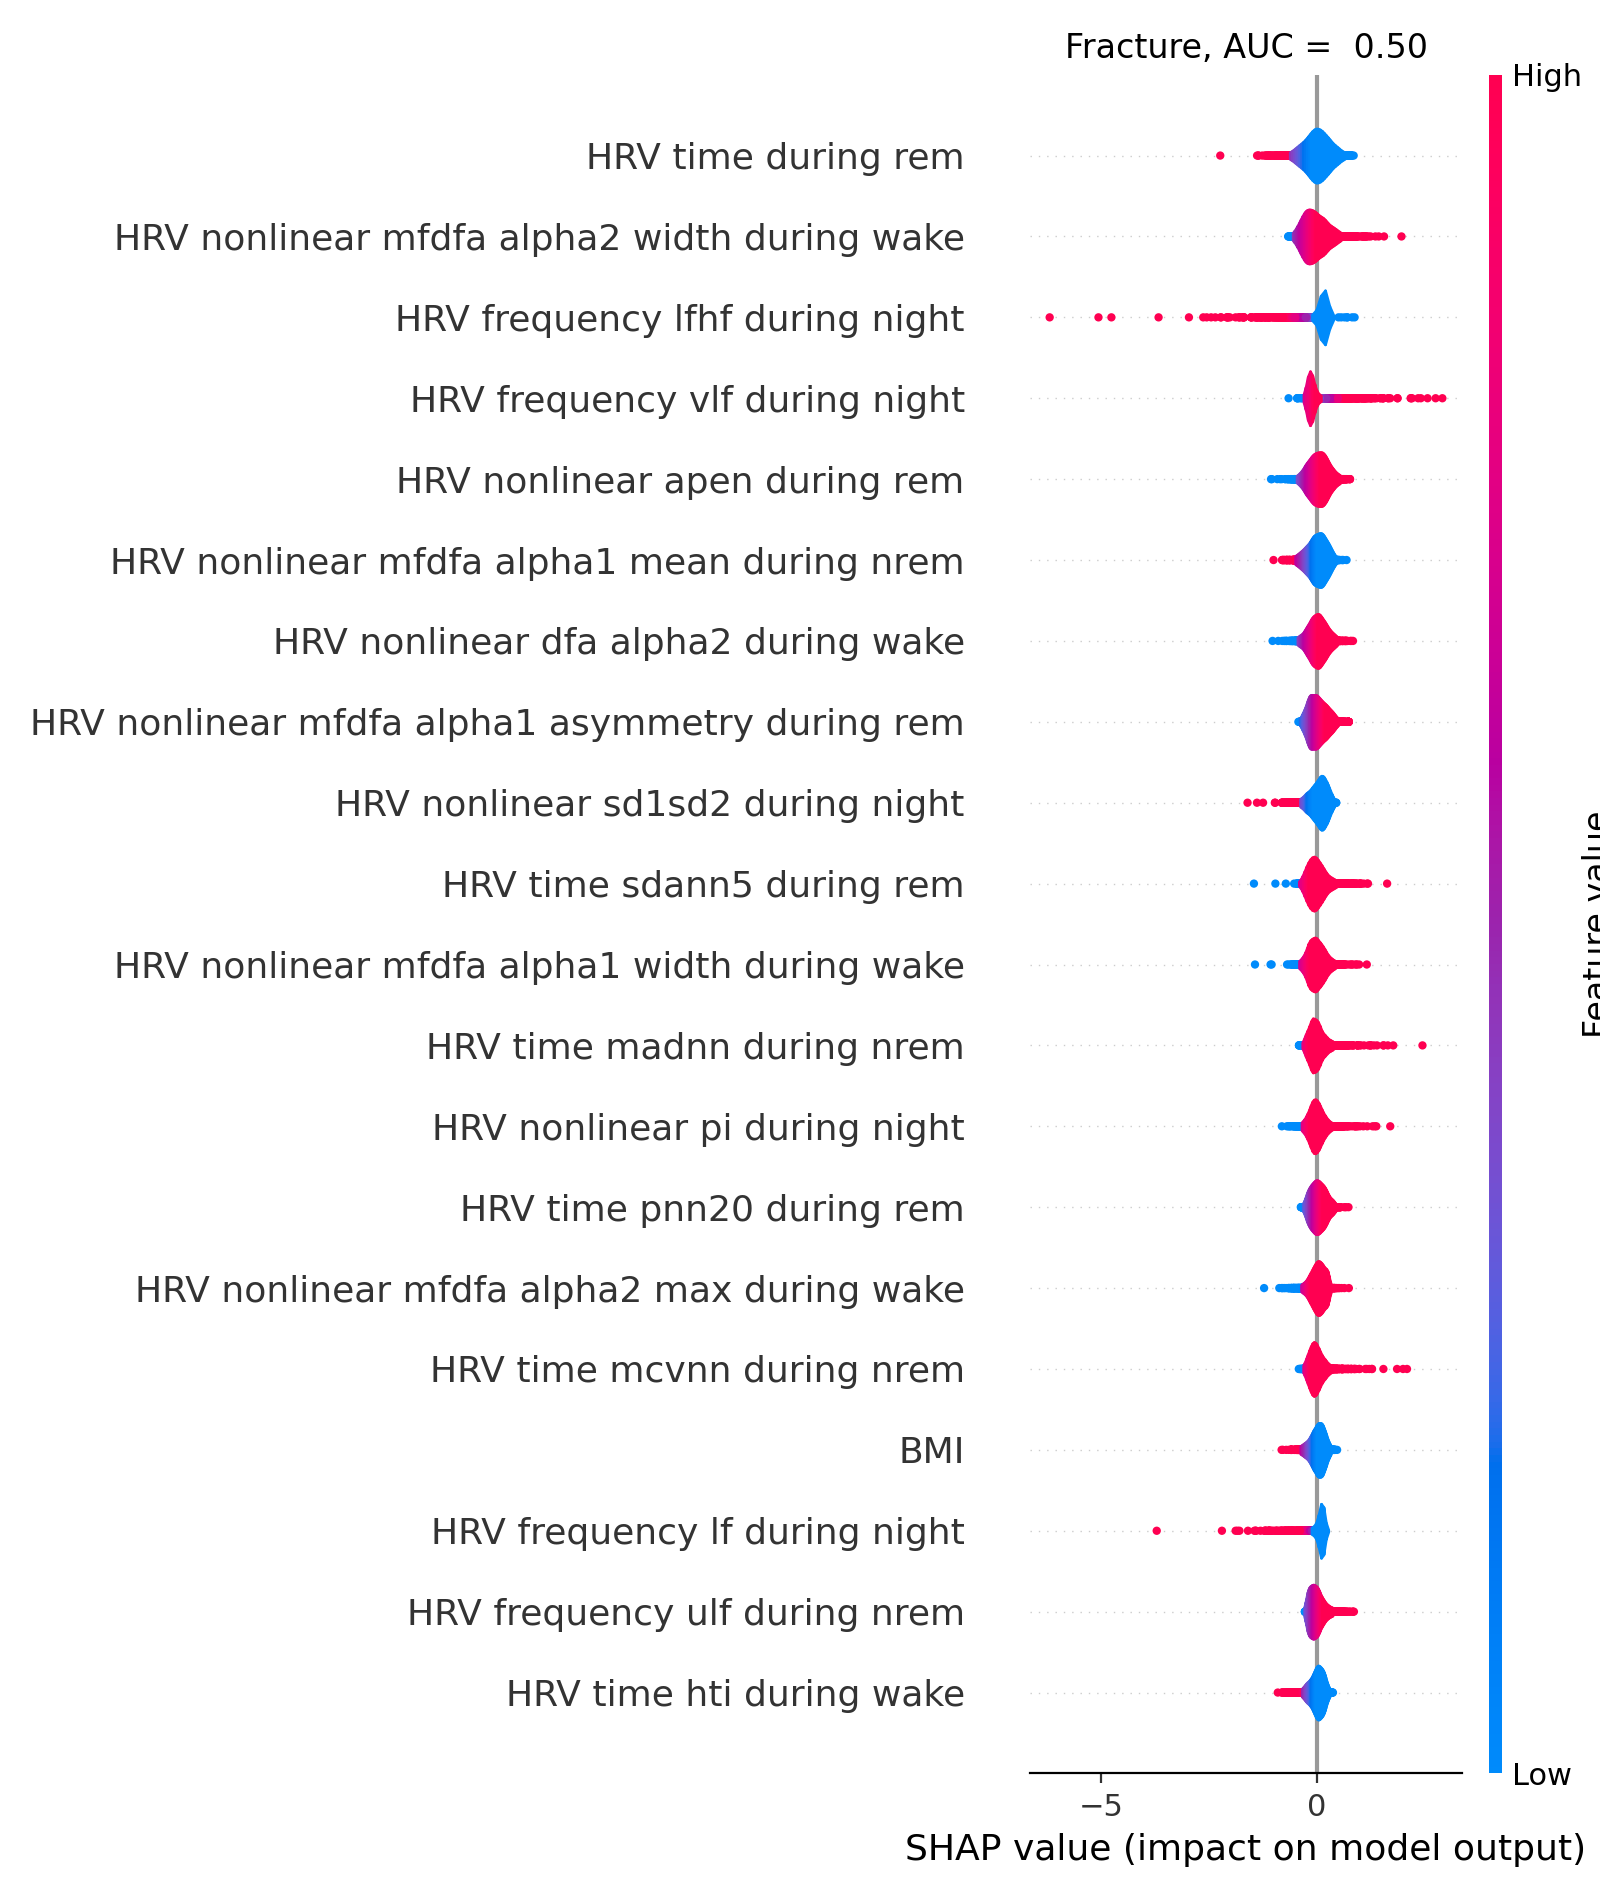 Fracture, AUC =  0.50
High
HRV time during rem
HRV nonlinear mfdfa alpha2 width during wake
HRV frequency lfhf during night
HRV frequency vlf during night
HRV nonlinear apen during rem
HRV nonlinear mfdfa alpha1 mean during nrem
HRV nonlinear dfa alpha2 during wake
HRV nonlinear mfdfa alpha1 asymmetry during rem
HRV nonlinear sd1sd2 during night
HRV time sdann5 during rem
HRV nonlinear mfdfa alpha1 width during wake
HRV time madnn during nrem
HRV nonlinear pi during night
HRV time pnn20 during rem
HRV nonlinear mfdfa alpha2 max during wake
HRV time mcvnn during nrem
BMI
HRV frequency lf during night
HRV frequency ulf during nrem
HRV time hti during wake
Feature value
Low
−5 0
SHAP value (impact on model output)